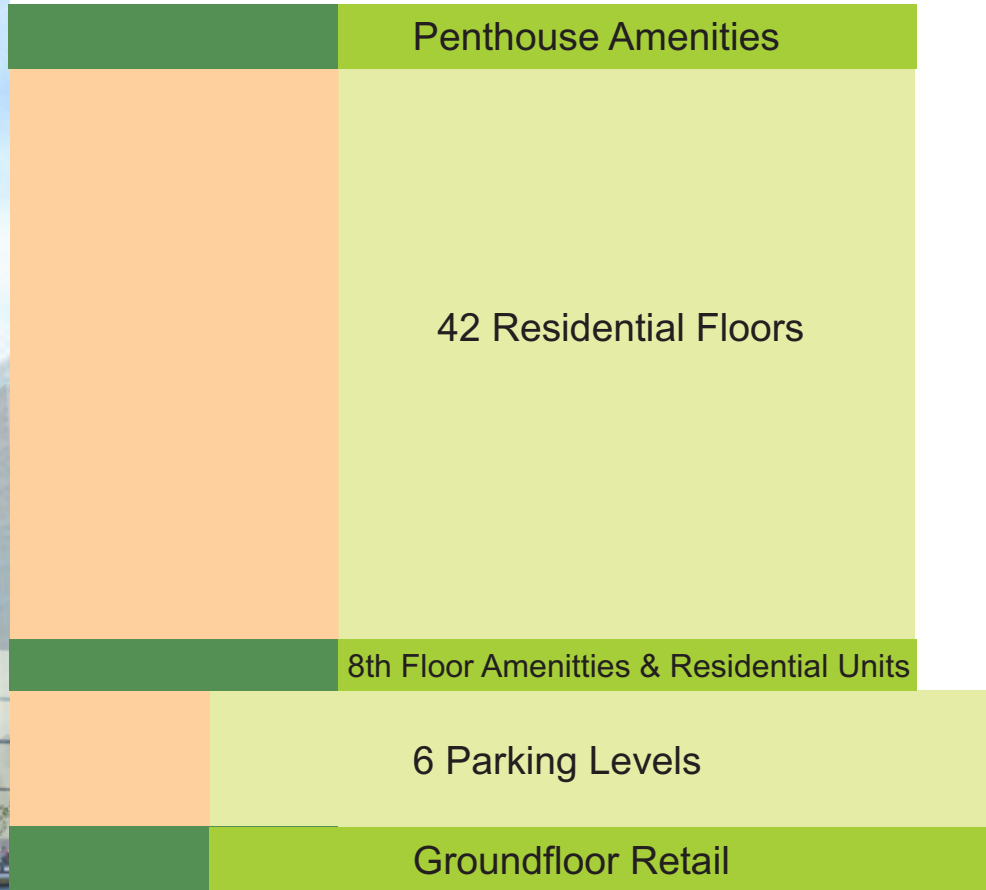 Penthouse Amenities
42 Residential Floors
8th Floor Amenitties & Residential Units
6 Parking Levels
Groundfloor Retail